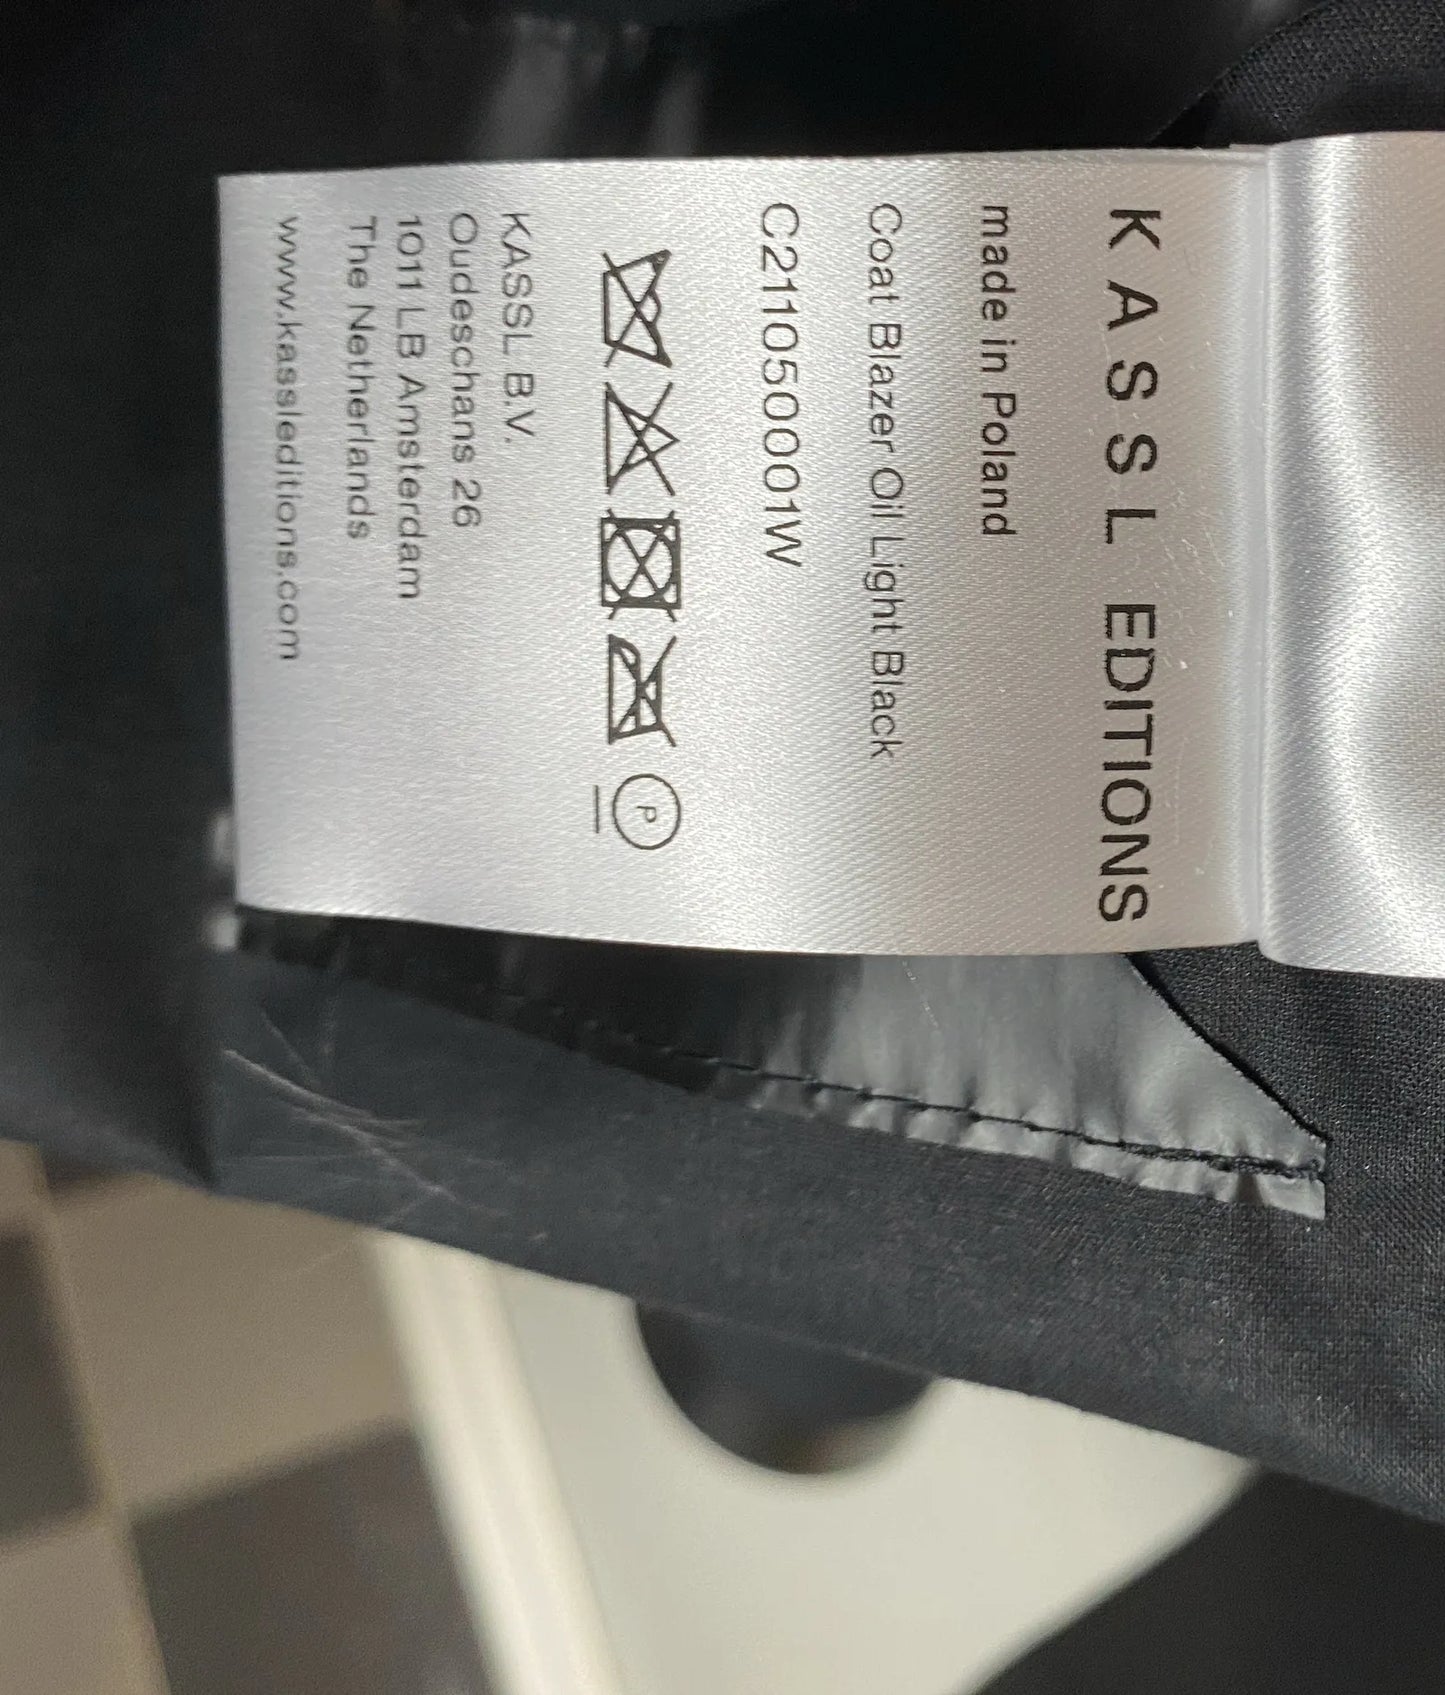 KASSL EDITIONS
made in Poland
Coat Blazer Oil Light Black
C211050001W
P
KASSL B.V.
Oudeschans 26
1011 LB Amsterdam
The Netherlands
www.kassleditions.com